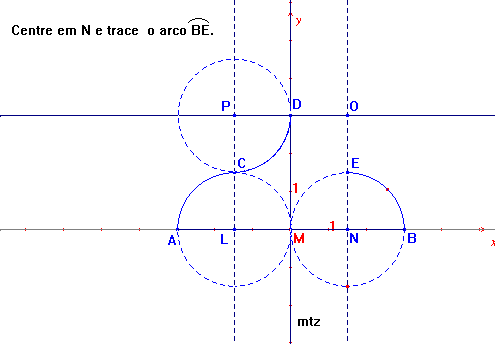 Centre em N e trace o arco BE.
y
P D O
C E
1
1
A L M N B
x
mtz